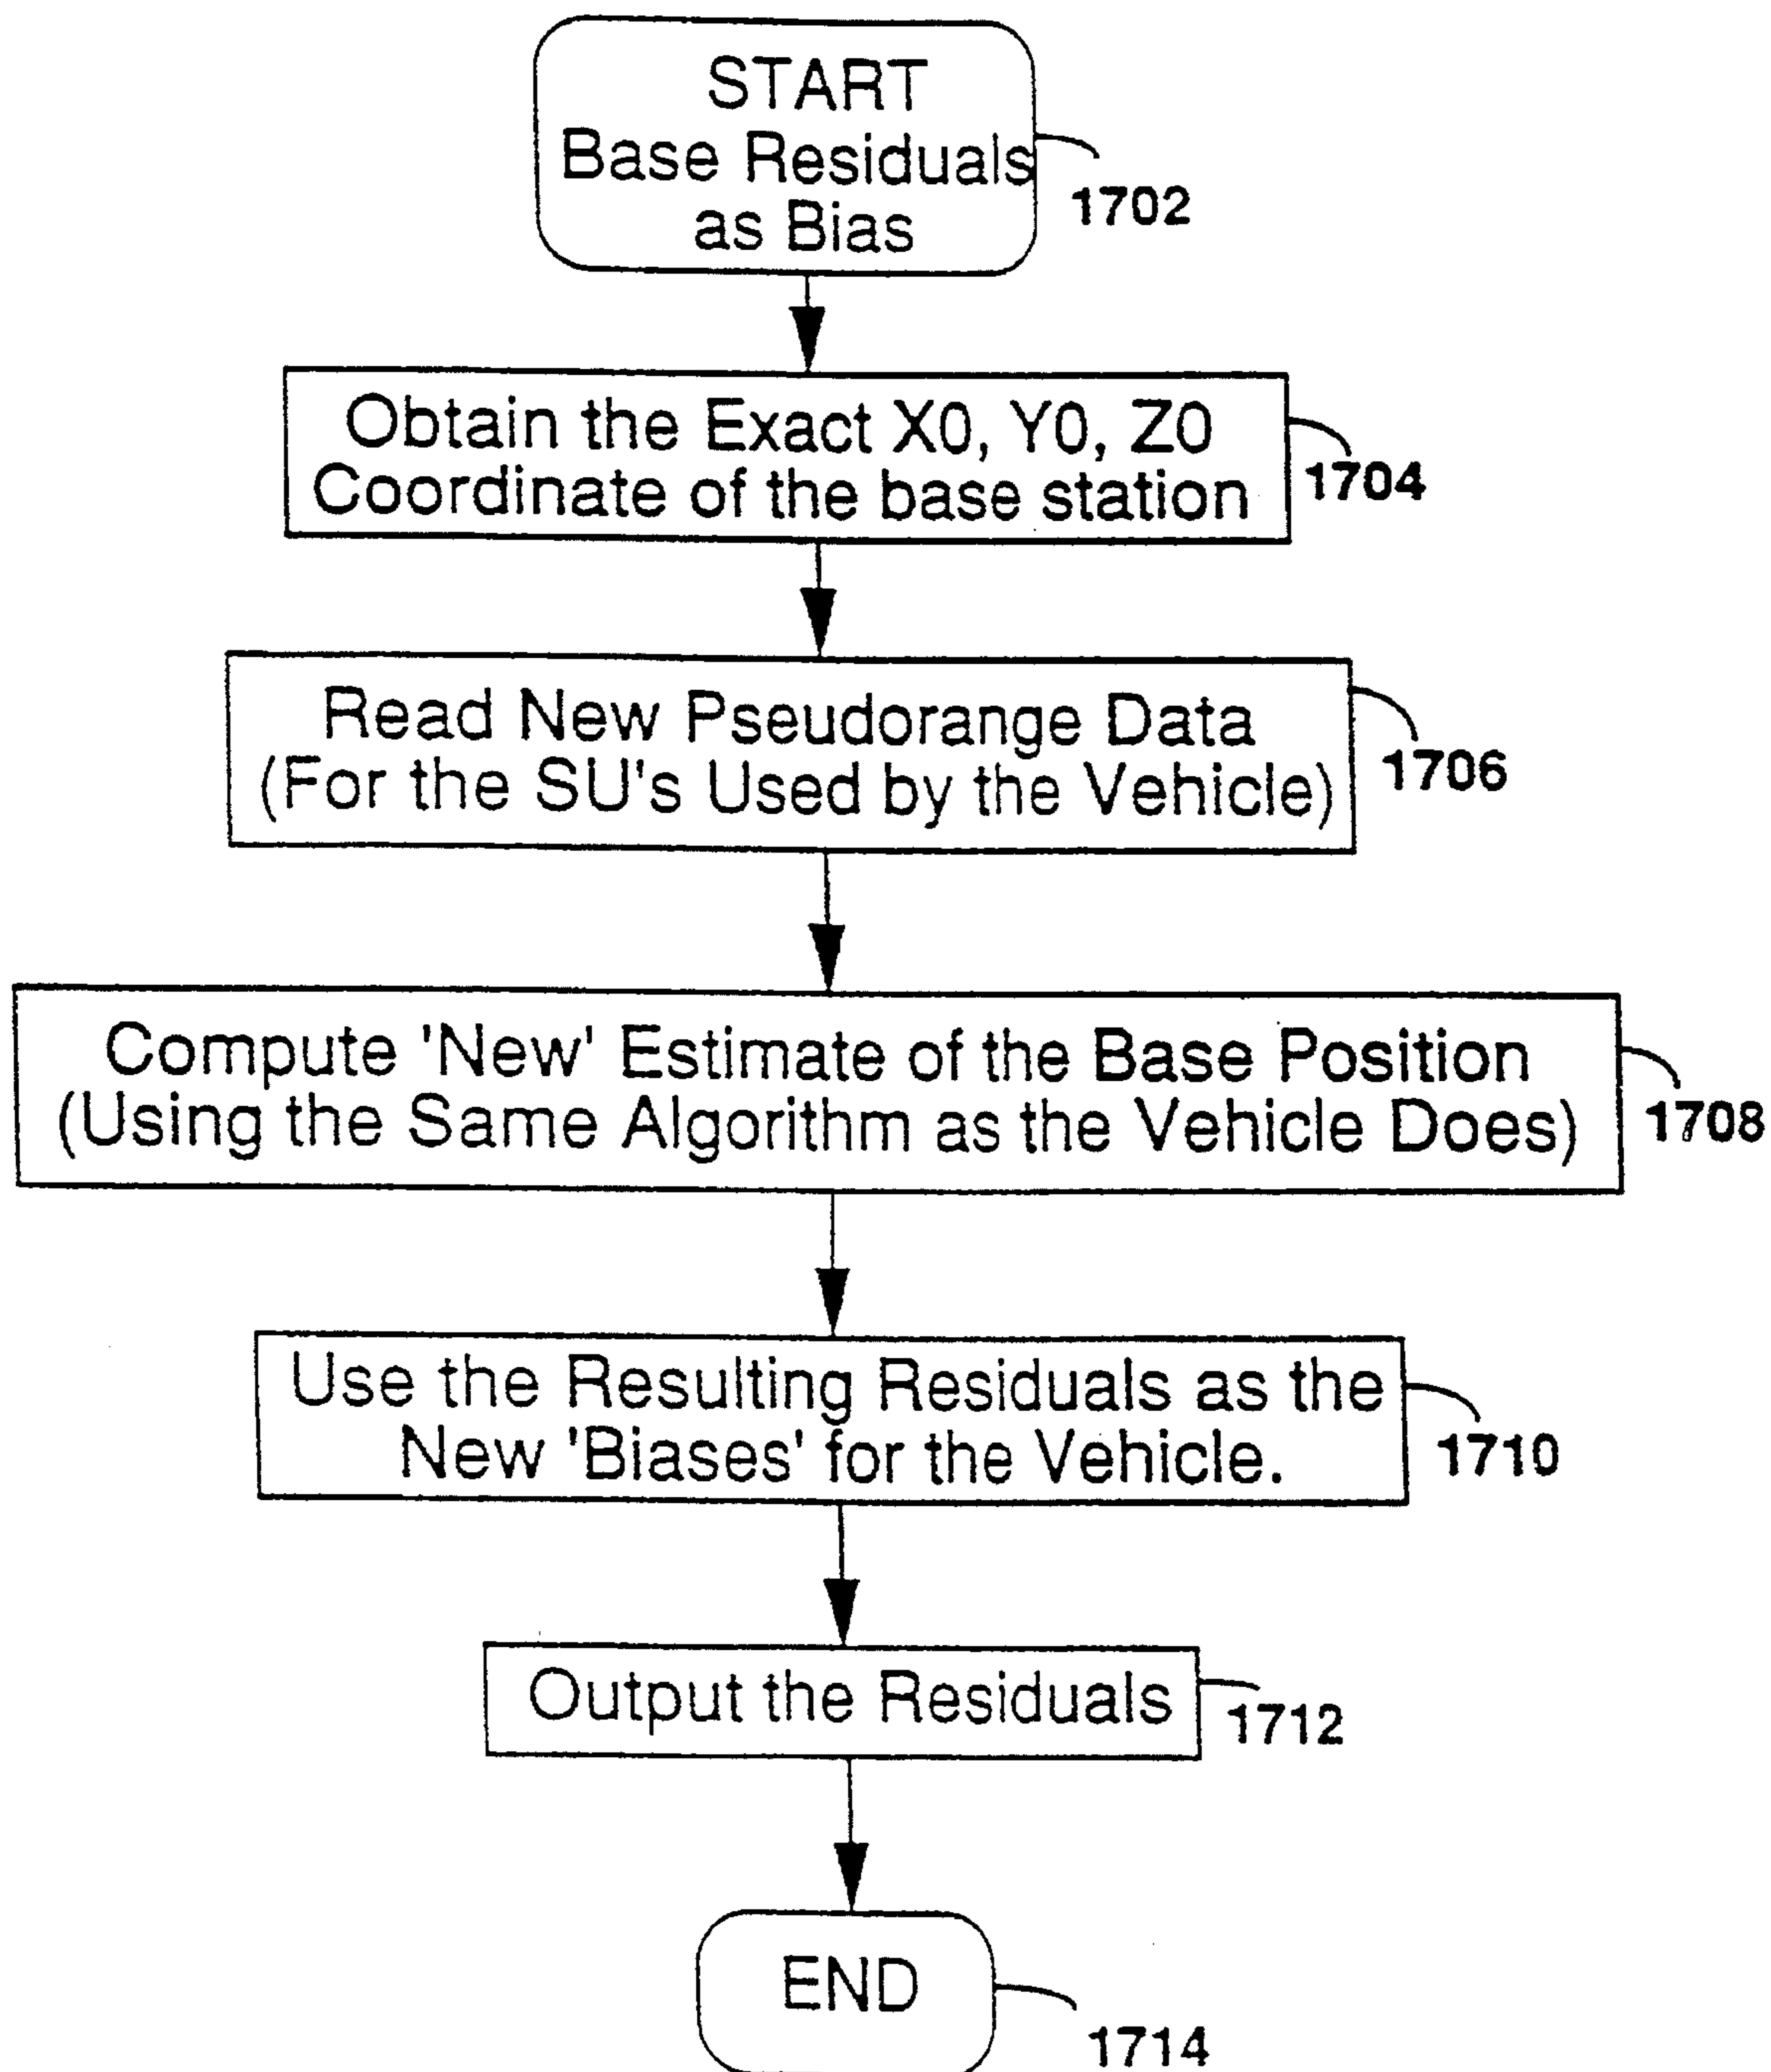 START
Base Residuals
as Bias
1702
Obtain the Exact X0, Y0, Z0
Coordinate of the base station
1704
Read New Pseudorange Data
(For the SU's Used by the Vehicle)
1706
Compute 'New' Estimate of the Base Position
(Using the Same Algorithm as the Vehicle Does)
1708
Use the Resulting Residuals as the
New 'Biases' for the Vehicle.
1710
Output the Residuals
1712
END
1714